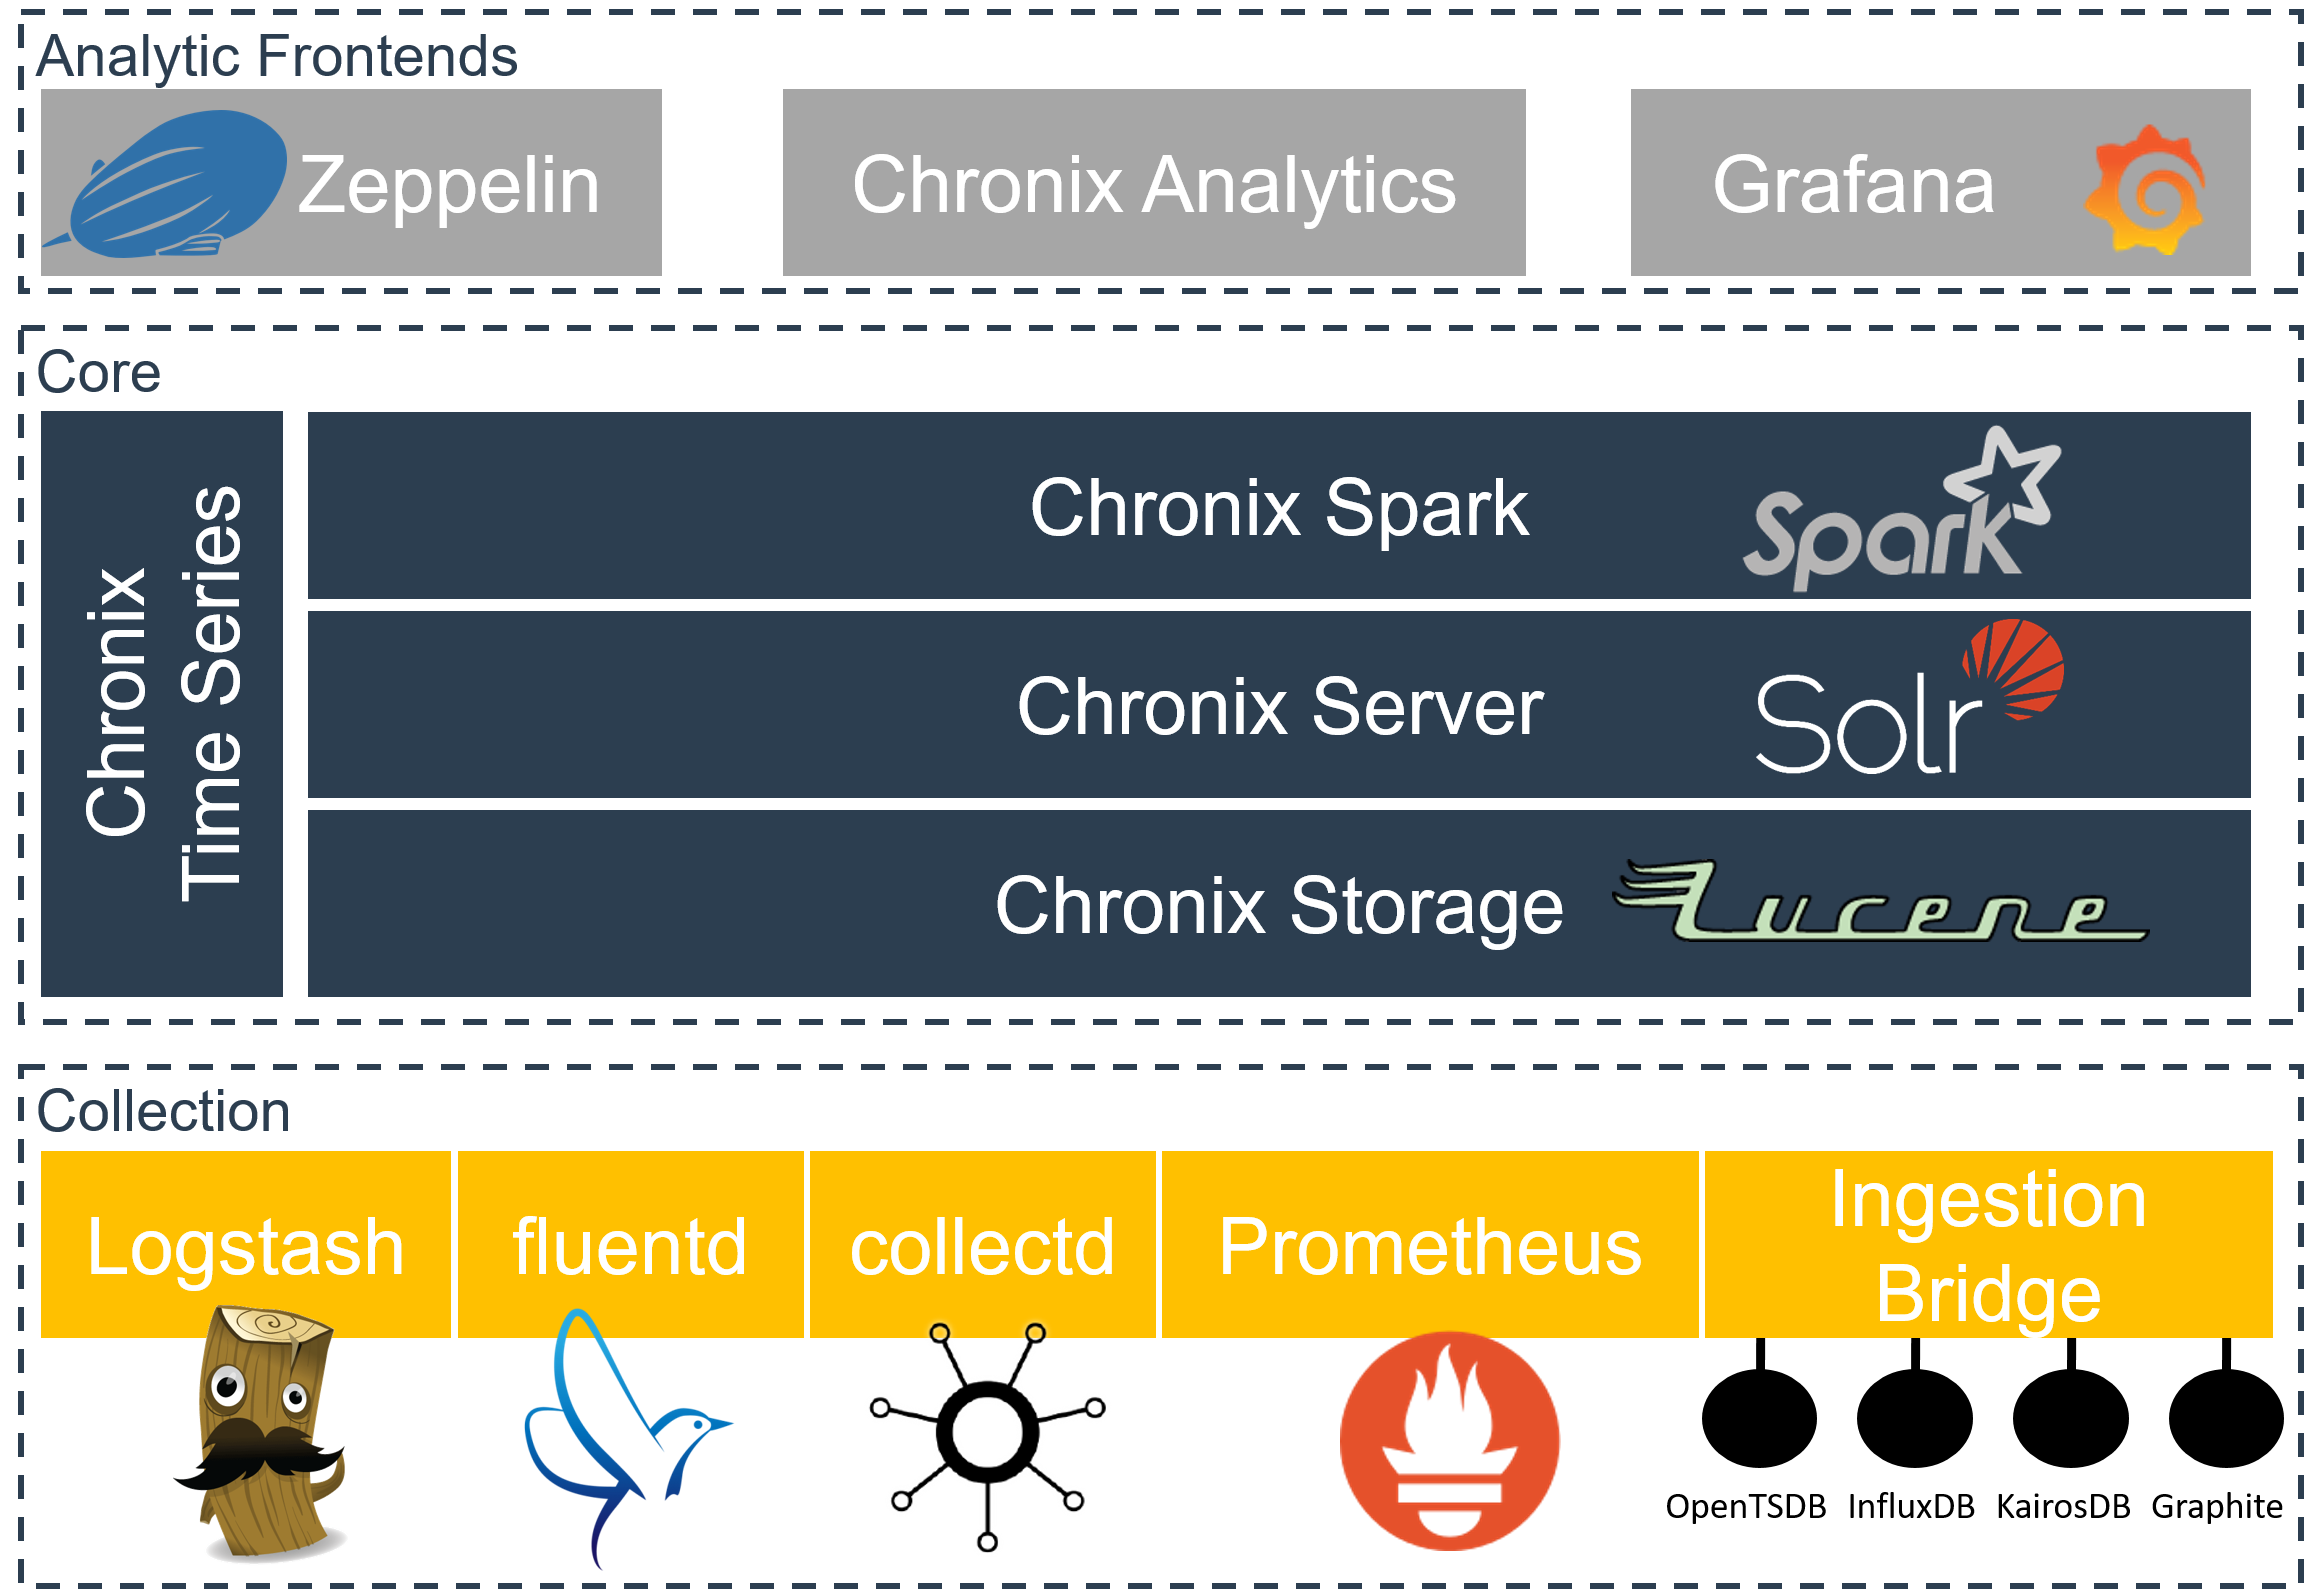 Analytic Frontends
Zeppelin
Chronix Analytics
Grafana
Core
Chronix
Time Series
Chronix Spark
Spark
Chronix Server
Solr
Chronix Storage
Lucene
Collection
Logstash
fluentd
collectd
Prometheus
Ingestion
Bridge
OpenTSDB
InfluxDB
KairosDB
Graphite